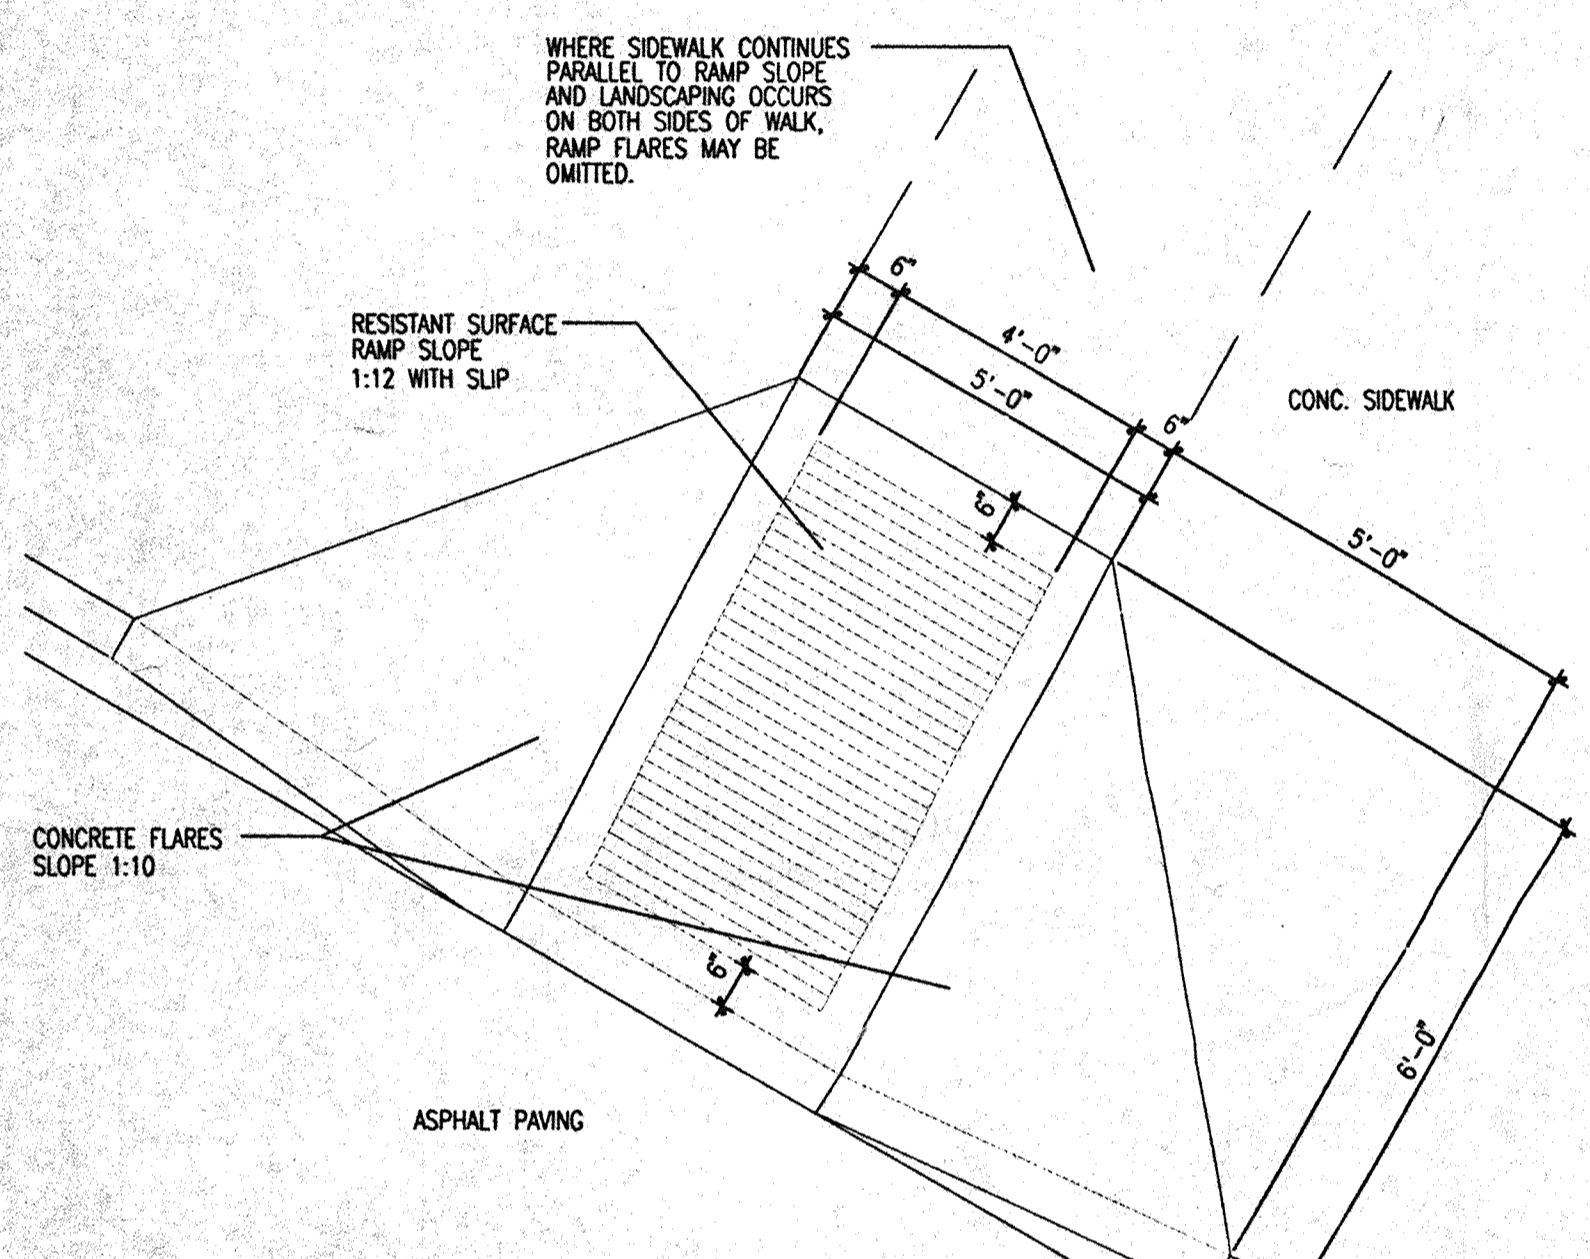 WHERE SIDEWALK CONTINUES
PARALLEL TO RAMP SLOPE
AND LANDSCAPING OCCURS
ON BOTH SIDES OF WALK,
RAMP FLARES MAY BE
OMITTED.
6"
4'-0"
5'-0"
6"
RESISTANT SURFACE
RAMP SLOPE
1:12 WITH SLIP
CONC. SIDEWALK
6"
5'-0"
CONCRETE FLARES
SLOPE 1:10
6"
6'-0"
ASPHALT PAVING